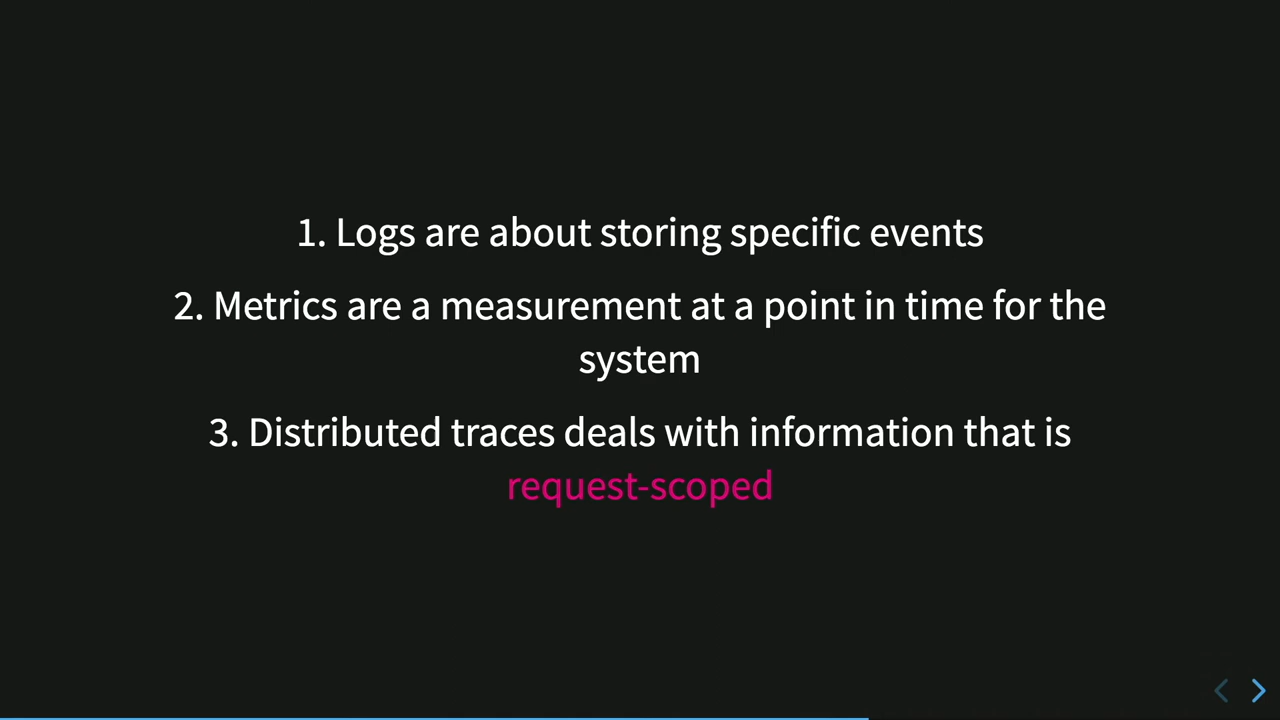 1. Logs are about storing specific events
2. Metrics are a measurement at a point in time for the
system
3. Distributed traces deals with information that is
request-scoped